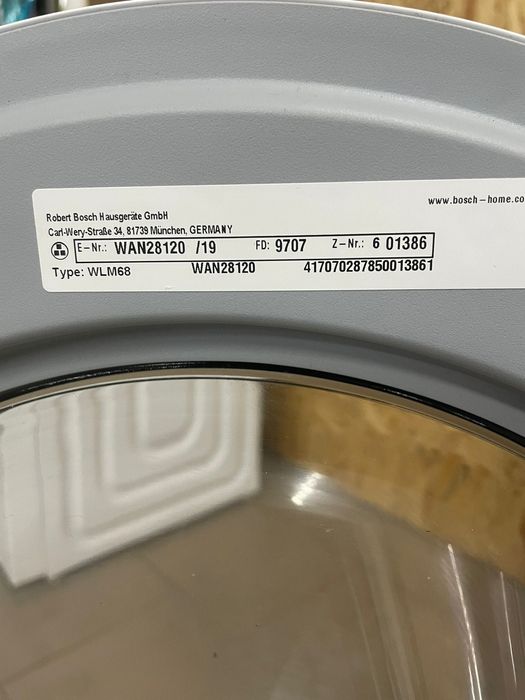 www.bosch-home.co
Robert Bosch Hausgeräte GmbH
Carl-Wery-Straße 34, 81739 München, GERMANY
E-Nr.: WAN28120 /19 FD: 9707 Z-Nr.: 6 01386
Type: WLM68 WAN28120 417070287850013861